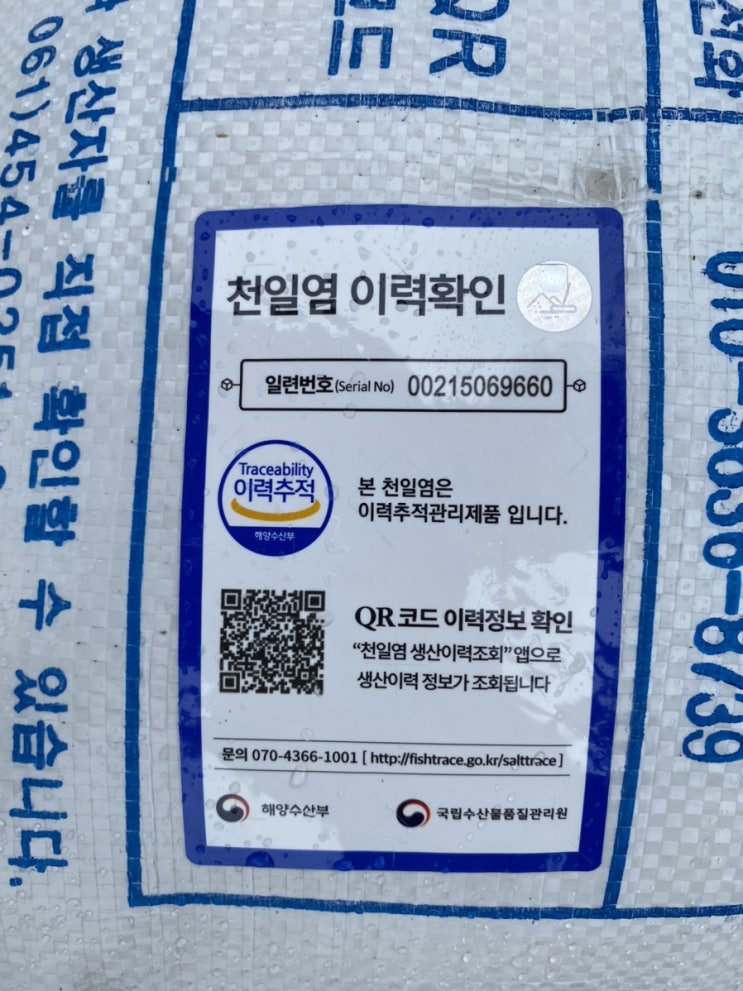 QR
코드
생산자를 직접 확인할 수 있습니다.
천일염 이력확인
일련번호(Serial No) 00215069660
Traceability
이력추적
해양수산부
본 천일염은
이력추적관리제품 입니다.
QR코드 이력정보 확인
“천일염 생산이력조회”앱으로
생산이력 정보가 조회됩니다
문의 070-4366-1001 [ http://fishtrace.go.kr/salttrace ]
해양수산부
국립수산물품질관리원